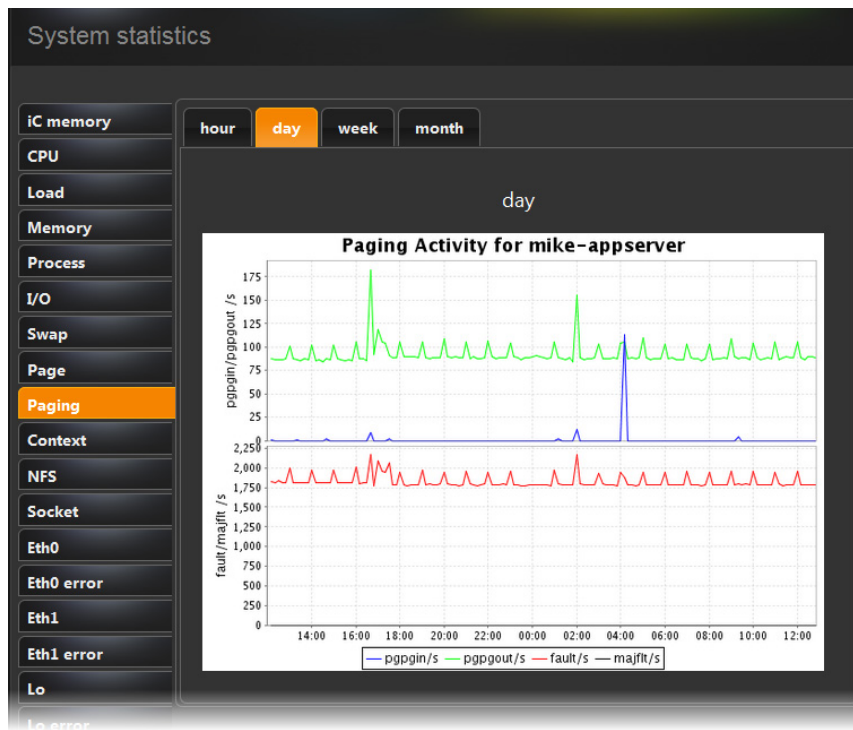 System statistics
iC memory
CPU
Load
Memory
Process
I/O
Swap
Page
Paging
Context
NFS
Socket
Eth0
Eth0 error
Eth1
Eth1 error
Lo
Lo error
hour day week month
day
Paging Activity for mike-appserver
pgpgin/pgpgout /s
175
150
125
100
75
50
25
0
fault/majflt /s
2,250
2,000
1,750
1,500
1,250
1,000
750
500
250
0
14:00 16:00 18:00 20:00 22:00 00:00 02:00 04:00 06:00 08:00 10:00 12:00
pgpgin/s pgpgout/s fault/s majflt/s